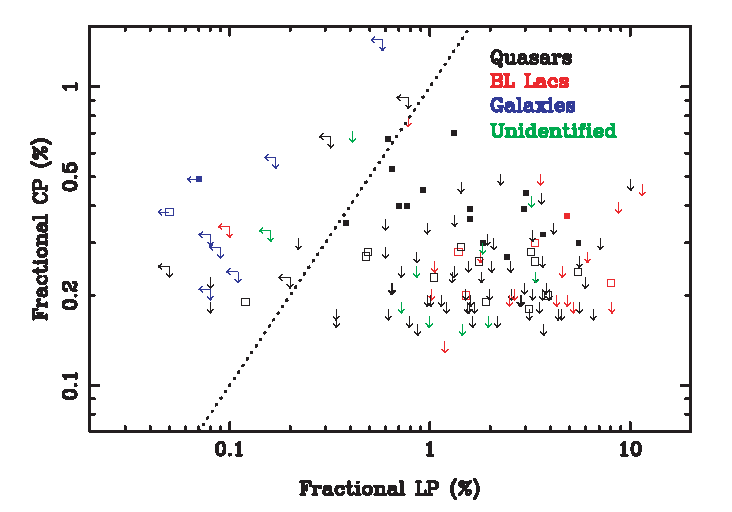 Quasars
BL Lacs
Galaxies
Unidentified
1
0.5
0.2
0.1
Fractional CP (%)
0.1
1
10
Fractional LP (%)